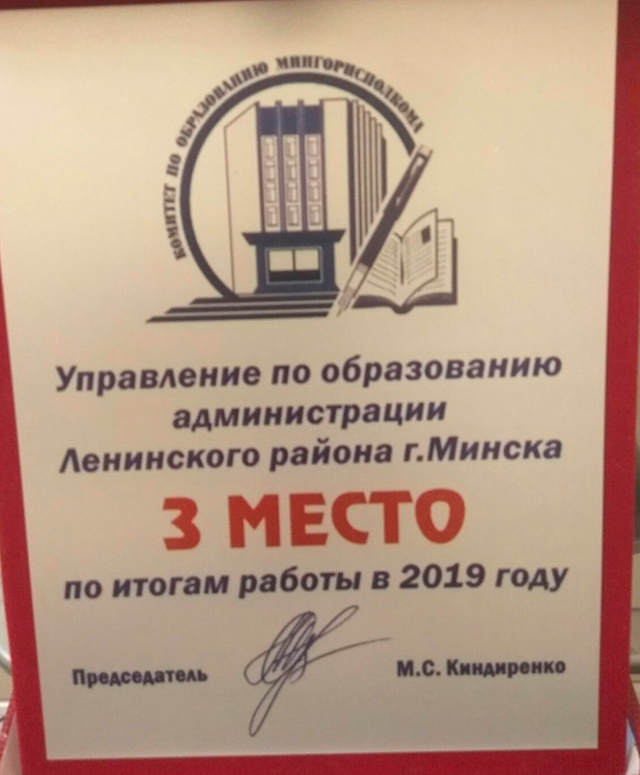 КОМИТЕТ ПО ОБРАЗОВАНИЮ МИНГОРИСПОЛКОМА
Управление по образованию
администрации
Ленинского района г.Минска
3 МЕСТО
по итогам работы в 2019 году
Председатель
М.С. Киндиренко